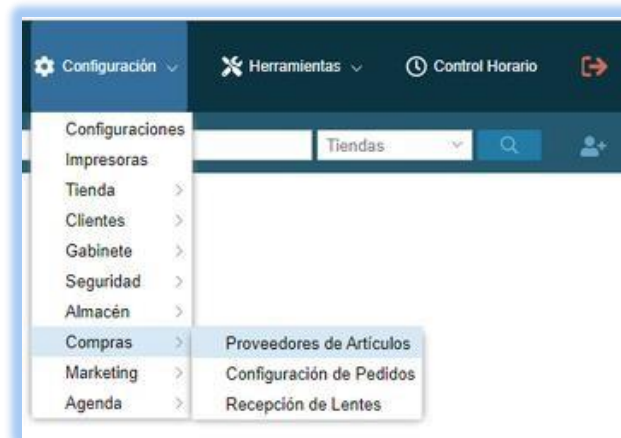 Configuración
Herramientas
Control Horario
Configuraciones
Tiendas
Impresoras
Tienda
Clientes
Gabinete
Seguridad
Almacén
Compras
Proveedores de Artículos
Marketing
Configuración de Pedidos
Agenda
Recepción de Lentes